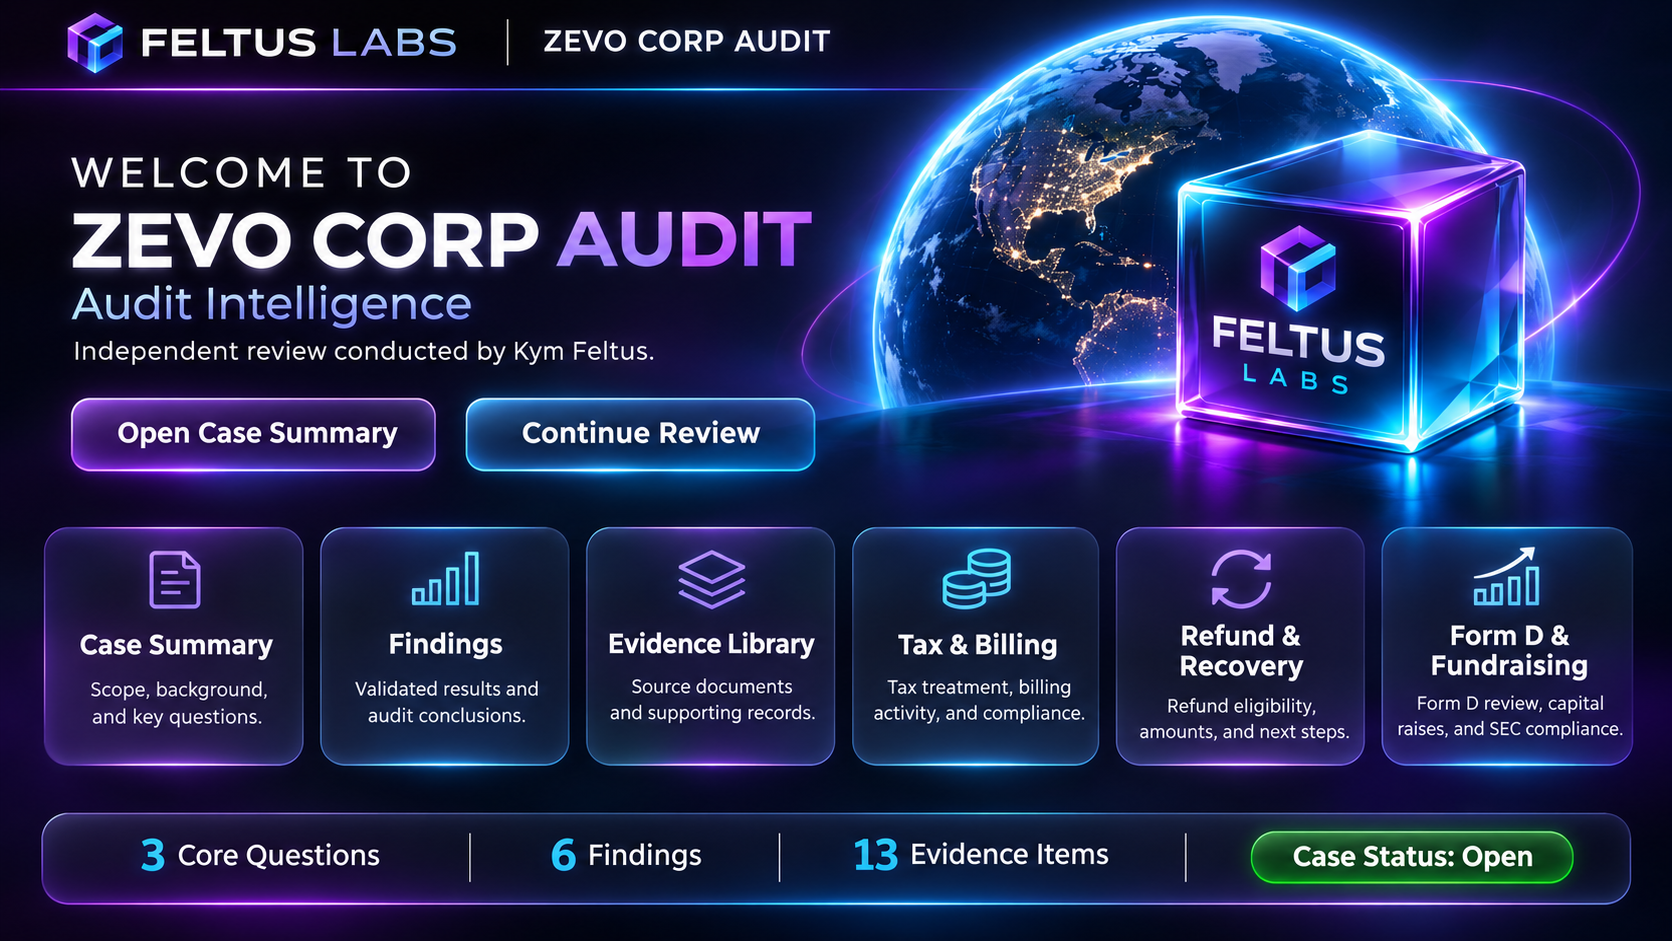 FELTUS LABS
ZEVO CORP AUDIT
WELCOME TO
ZEVO CORP AUDIT
Audit Intelligence
Independent review conducted by Kym Feltus.
Open Case Summary
Continue Review
FELTUS
LABS
Case Summary
Scope, background,
and key questions.
Findings
Validated results and
audit conclusions.
Evidence Library
Source documents
and supporting records.
Tax & Billing
Tax treatment, billing
activity, and compliance.
Refund &
Recovery
Refund eligibility,
amounts, and next steps.
Form D &
Fundraising
Form D review, capital
raises, and SEC compliance.
3 Core Questions
6 Findings
13 Evidence Items
Case Status: Open